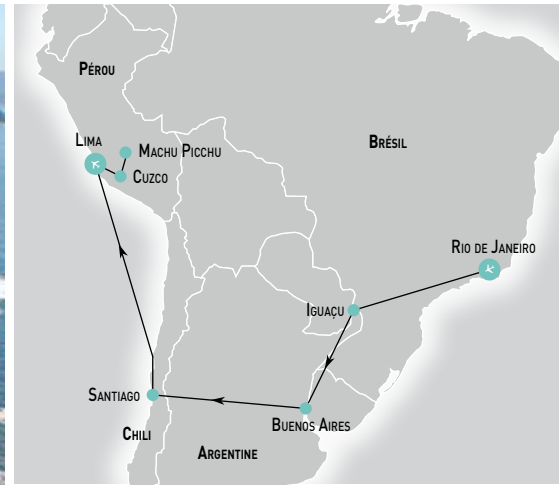 PÉROU
LIMA
MACHU PICCHU
CUZCO
BRÉSIL
RIO DE JANEIRO
IGUAÇU
SANTIAGO
BUENOS AIRES
CHILI
ARGENTINE